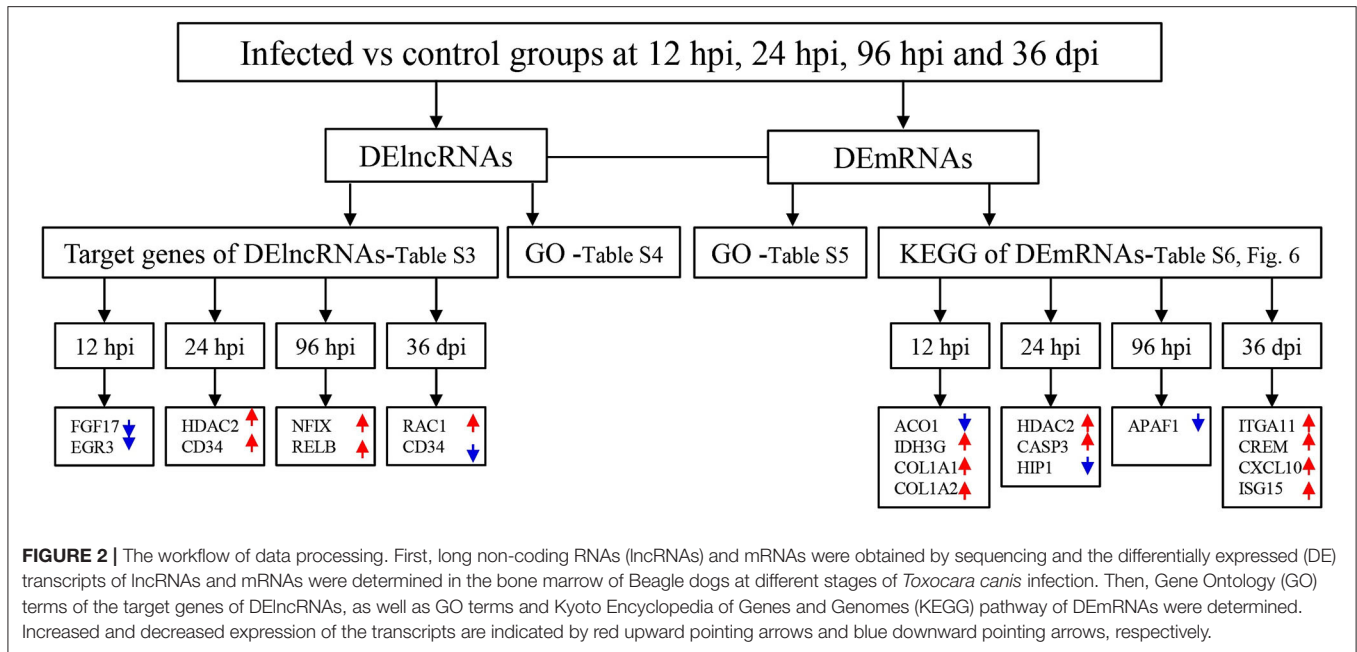 Infected vs control groups at 12 hpi, 24 hpi, 96 hpi and 36 dpi
DElncRNAs
DEmRNAs
Target genes of DElncRNAs-Table S3
GO -Table S4
GO -Table S5
KEGG of DEmRNAs-Table S6, Fig. 6
12 hpi
24 hpi
96 hpi
36 dpi
12 hpi
24 hpi
96 hpi
36 dpi
FGF17
EGR3
HDAC2
CD34
NFIX
RELB
RAC1
CD34
ACO1
IDH3G
COL1A1
COL1A2
HDAC2
CASP3
HIP1
APAF1
ITGA11
CREM
CXCL10
ISG15
FIGURE 2 | The workflow of data processing. First, long non-coding RNAs (lncRNAs) and mRNAs were obtained by sequencing and the differentially expressed (DE)
transcripts of lncRNAs and mRNAs were determined in the bone marrow of Beagle dogs at different stages of Toxocara canis infection. Then, Gene Ontology (GO)
terms of the target genes of DElncRNAs, as well as GO terms and Kyoto Encyclopedia of Genes and Genomes (KEGG) pathway of DEmRNAs were determined.
Increased and decreased expression of the transcripts are indicated by red upward pointing arrows and blue downward pointing arrows, respectively.